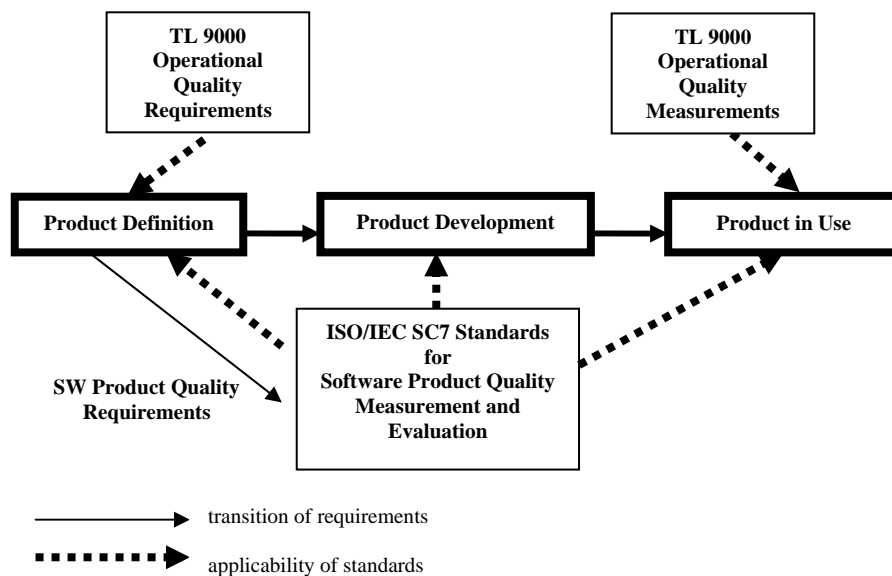 TL 9000
Operational
Quality
Requirements
TL 9000
Operational
Quality
Measurements
Product Definition
Product Development
Product in Use
ISO/IEC SC7 Standards
for
Software Product Quality
Measurement and
Evaluation
SW Product Quality
Requirements
transition of requirements
applicability of standards